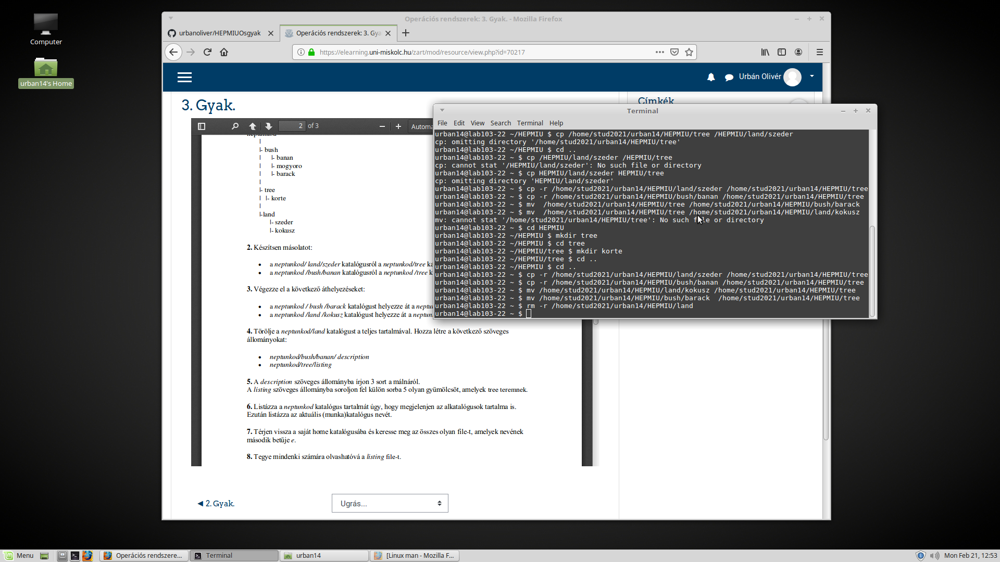 Computer
urban14's Home
Operációs rendszerek: 3. Gyak. - Mozilla Firefox
urbanoliver/HEPMIUOsgyak
Operációs rendszerek: 3. Gya
https://elearning.uni-miskolc.hu/zart/mod/resource/view.php?id=70217
Urbán Olivér
3. Gyak.
Címkék
2 of 3
Automa
neptunkod
|
|- bush
| |- banan
| |- mogyoro
| |- barack
|
|- tree
| |- korte
|
|-land
|- szeder
|- kokusz
2. Készítsen másolatot:
• a neptunkod/ land/szeder katalógusról a neptunkod/tree ka
• a neptunkod /bush/banan katalógusról a neptunkod /tree k
3. Végezze el a következő áthelyezéseket:
• a neptunkod / bush /barack katalógust helyezze át a neptun
• a neptunkod /land /kokusz katalógust helyezze át a neptun
4. Törölje a neptunkod/land katalógust a teljes tartalmával. Hozza létre a következő szöveges
állományokat:
• neptunkod/bush/banan/ description
• neptunkod/tree/listing
5. A description szöveges állományba írjon 3 sort a málnáról.
A listing szöveges állományba soroljon fel külön sorba 5 olyan gyümölcsöt, amelyek tree teremnek.
6. Listázza a neptunkod katalógus tartalmát úgy, hogy megjelenjen az alkatalógusok tartalma is.
Ezután listázza az aktuális (munka)katalógus nevét.
7. Térjen vissza a saját home katalógusába és keresse meg az összes olyan file-t, amelyek nevének
második betűje e.
8. Tegye mindenki számára olvashatóvá a listing file-t.
◄ 2. Gyak.
Ugrás...
Terminal
File Edit View Search Terminal Help
urban14@lab103-22 ~/HEPMIU $ cp /home/stud2021/urban14/HEPMIU/tree /HEPMIU/land/szeder
cp: omitting directory '/home/stud2021/urban14/HEPMIU/tree'
urban14@lab103-22 ~/HEPMIU $ cd ..
urban14@lab103-22 ~ $ cp /HEPMIU/land/szeder /HEPMIU/tree
cp: cannot stat '/HEPMIU/land/szeder': No such file or directory
urban14@lab103-22 ~ $ cp HEPMIU/land/szeder HEPMIU/tree
cp: omitting directory 'HEPMIU/land/szeder'
urban14@lab103-22 ~ $ cp -r /home/stud2021/urban14/HEPMIU/land/szeder /home/stud2021/urban14/HEPMIU/tree
urban14@lab103-22 ~ $ cp -r /home/stud2021/urban14/HEPMIU/bush/banan /home/stud2021/urban14/HEPMIU/tree
urban14@lab103-22 ~ $ mv  /home/stud2021/urban14/HEPMIU/tree /home/stud2021/urban14/HEPMIU/bush/barack
urban14@lab103-22 ~ $ mv  /home/stud2021/urban14/HEPMIU/tree /home/stud2021/urban14/HEPMIU/land/kokusz
mv: cannot stat '/home/stud2021/urban14/HEPMIU/tree': No such file or directory
urban14@lab103-22 ~ $ cd HEPMIU
urban14@lab103-22 ~/HEPMIU $ mkdir tree
urban14@lab103-22 ~/HEPMIU $ cd tree
urban14@lab103-22 ~/HEPMIU/tree $ mkdir korte
urban14@lab103-22 ~/HEPMIU/tree $ cd ..
urban14@lab103-22 ~/HEPMIU $ cd ..
urban14@lab103-22 ~ $ cp -r /home/stud2021/urban14/HEPMIU/land/szeder /home/stud2021/urban14/HEPMIU/tree
urban14@lab103-22 ~ $ cp -r /home/stud2021/urban14/HEPMIU/bush/banan /home/stud2021/urban14/HEPMIU/tree
urban14@lab103-22 ~ $ mv /home/stud2021/urban14/HEPMIU/land/kokusz /home/stud2021/urban14/HEPMIU/tree
urban14@lab103-22 ~ $ mv /home/stud2021/urban14/HEPMIU/bush/barack  /home/stud2021/urban14/HEPMIU/tree
urban14@lab103-22 ~ $ rm -r /home/stud2021/urban14/HEPMIU/land
urban14@lab103-22 ~ $
Menu
Operációs rendszere...
Terminal
urban14
[Linux man - Mozilla F...
Mon Feb 21, 12:53